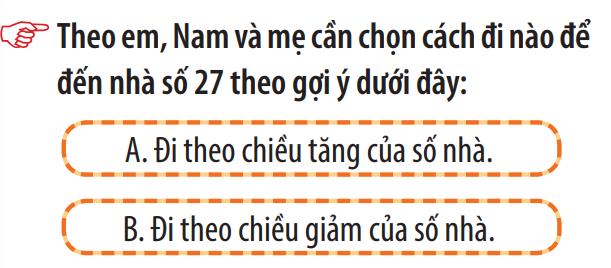 Theo em, Nam và mẹ cần chọn cách đi nào để
đến nhà số 27 theo gợi ý dưới đây:
A. Đi theo chiều tăng của số nhà.
B. Đi theo chiều giảm của số nhà.